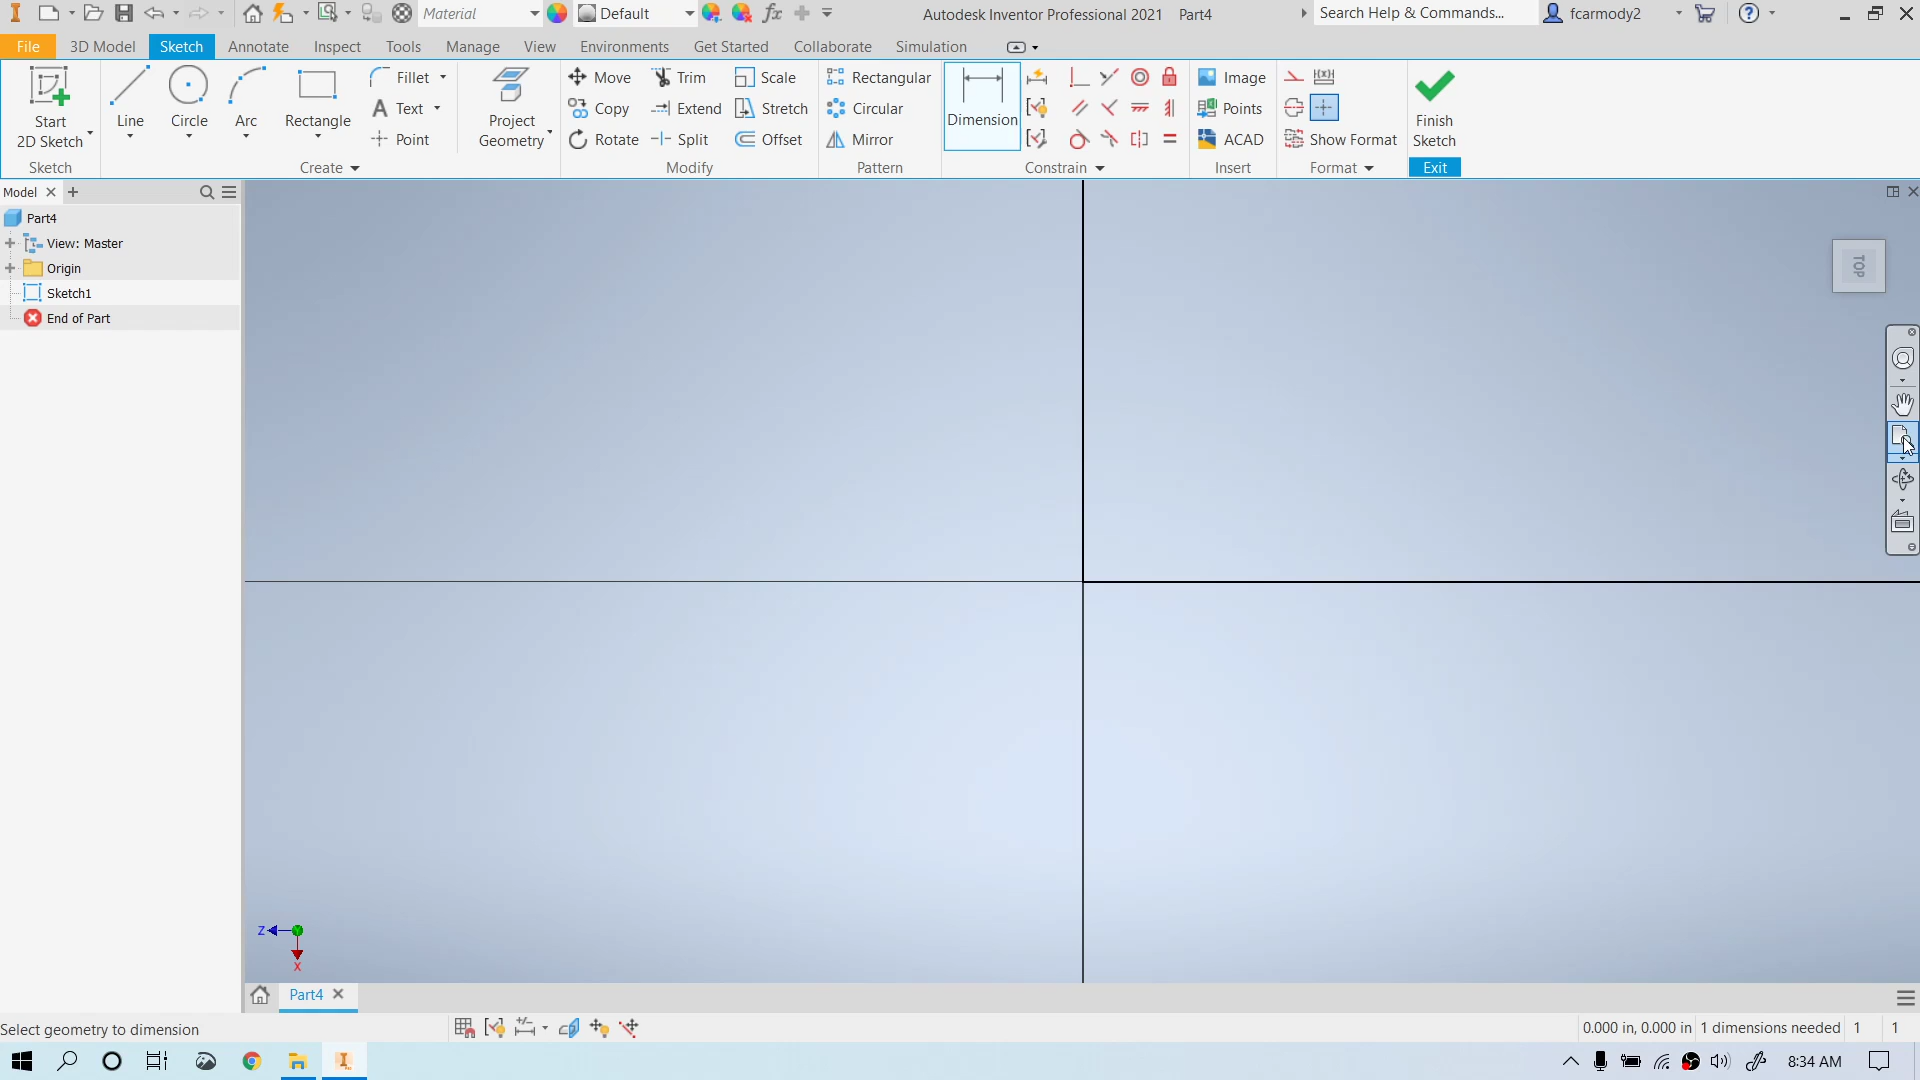 Material
Default
Autodesk Inventor Professional 2021 Part4
Search Help & Commands...
fcarmody2
File 3D Model Sketch Annotate Inspect Tools Manage View Environments Get Started Collaborate Simulation
Start
2D Sketch
Line
Circle
Arc
Rectangle
Fillet
Text
Point
Project
Geometry
Move
Copy
Rotate
Trim
Extend
Split
Scale
Stretch
Offset
Rectangular
Circular
Mirror
Dimension
Image
Points
ACAD
Show Format
Finish
Sketch
Sketch Create Modify Pattern Constrain Insert Format Exit
Model
Part4
View: Master
Origin
Sketch1
End of Part
TOP
Z
X
Part4
Select geometry to dimension
0.000 in, 0.000 in 1 dimensions needed 1 1
8:34 AM